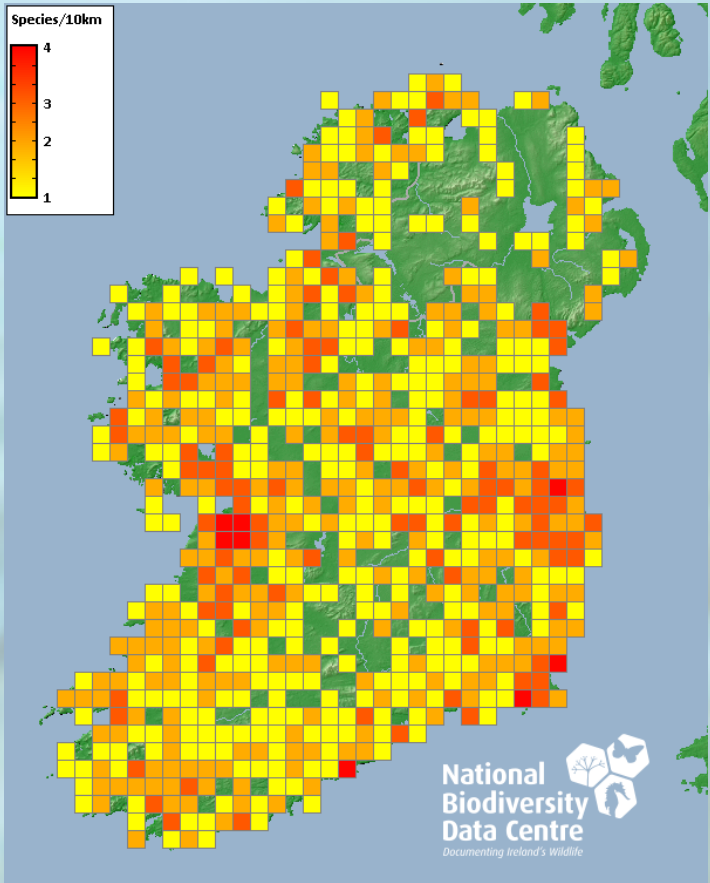 Species/10km
4
3
2
1
National
Biodiversity
Data Centre
Documenting Ireland's Wildlife